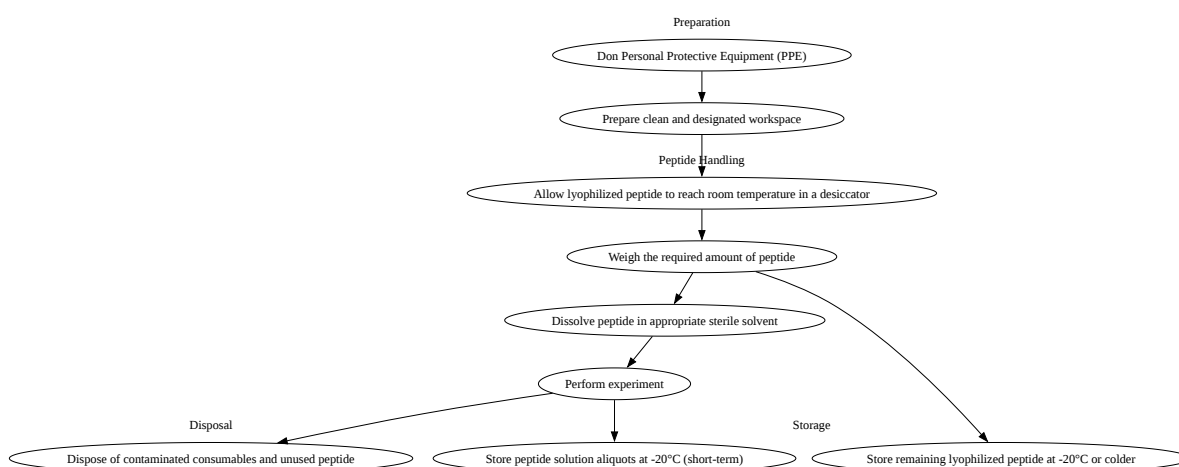 Preparation
Don Personal Protective Equipment (PPE)
Prepare clean and designated workspace
Peptide Handling
Allow lyophilized peptide to reach room temperature in a desiccator
Weigh the required amount of peptide
Dissolve peptide in appropriate sterile solvent
Perform experiment
Disposal
Storage
Dispose of contaminated consumables and unused peptide
Store peptide solution aliquots at -20°C (short-term)
Store remaining lyophilized peptide at -20°C or colder